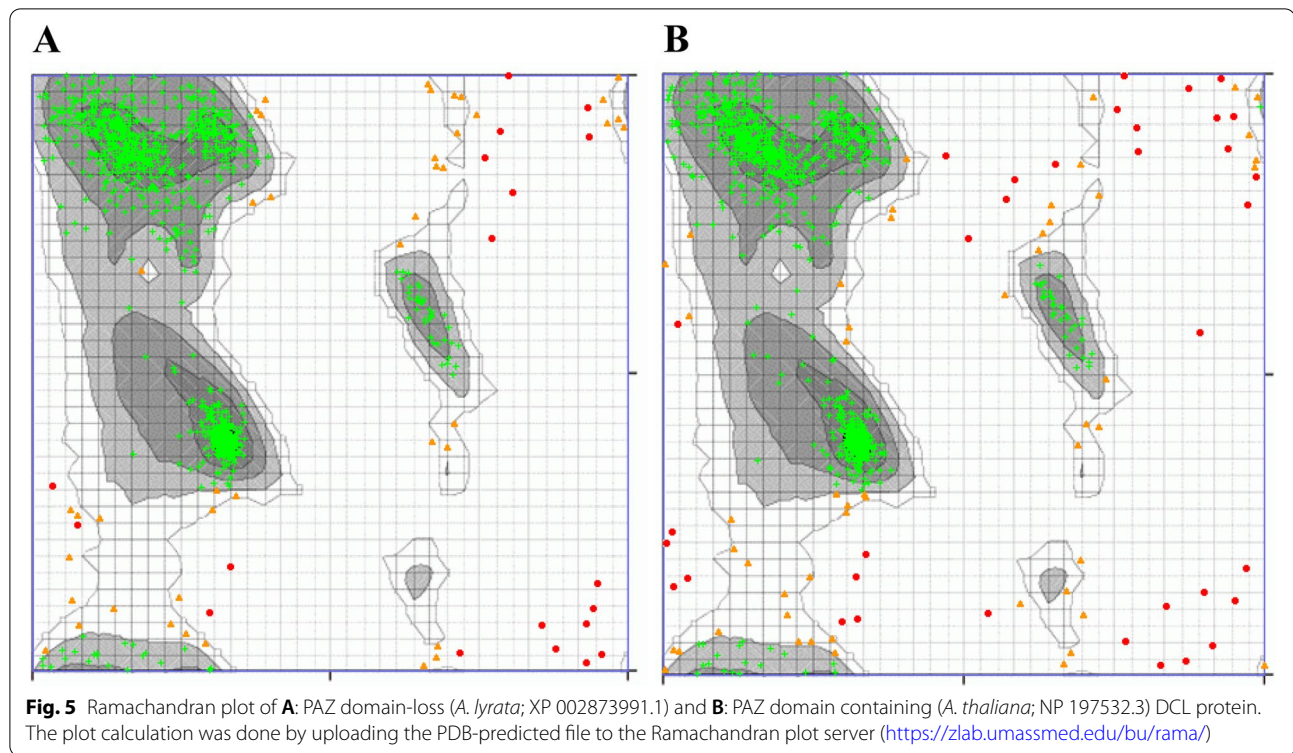 A
B
Fig. 5 Ramachandran plot of A: PAZ domain-loss (A. lyrata; XP 002873991.1) and B: PAZ domain containing (A. thaliana; NP 197532.3) DCL protein.
The plot calculation was done by uploading the PDB-predicted file to the Ramachandran plot server (https://zlab.umassmed.edu/bu/rama/)